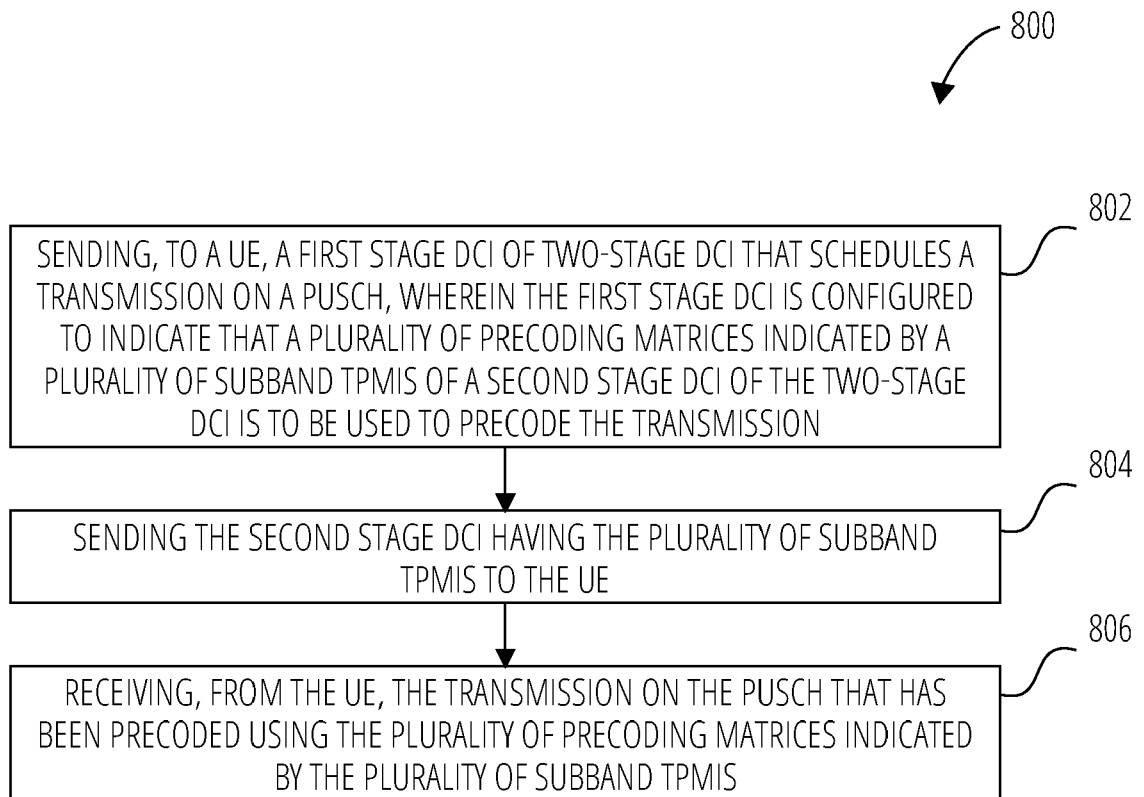 800
802
SENDING, TO A UE, A FIRST STAGE DCI OF TWO-STAGE DCI THAT SCHEDULES A
TRANSMISSION ON A PUSCH, WHEREIN THE FIRST STAGE DCI IS CONFIGURED
TO INDICATE THAT A PLURALITY OF PRECODING MATRICES INDICATED BY A
PLURALITY OF SUBBAND TPMIS OF A SECOND STAGE DCI OF THE TWO-STAGE
DCI IS TO BE USED TO PRECODE THE TRANSMISSION
804
SENDING THE SECOND STAGE DCI HAVING THE PLURALITY OF SUBBAND
TPMIS TO THE UE
806
RECEIVING, FROM THE UE, THE TRANSMISSION ON THE PUSCH THAT HAS
BEEN PRECODED USING THE PLURALITY OF PRECODING MATRICES INDICATED
BY THE PLURALITY OF SUBBAND TPMIS